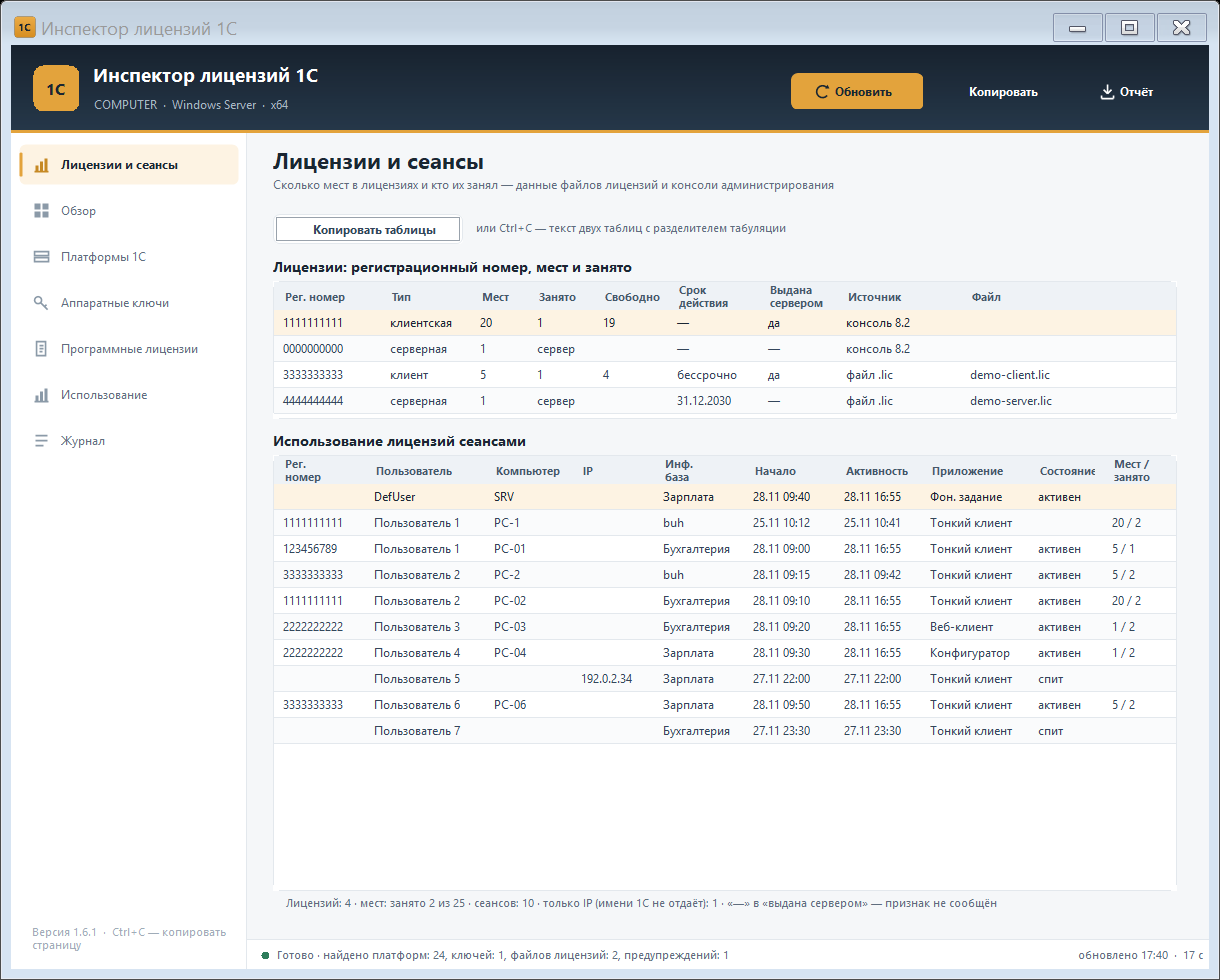 1C Инспектор лицензий 1С
1C
Инспектор лицензий 1С
COMPUTER · Windows Server · x64
Обновить
Копировать
Отчёт
Лицензии и сеансы
Обзор
Платформы 1С
Аппаратные ключи
Программные лицензии
Использование
Журнал
Версия 1.6.1 · Ctrl+C — копировать
страницу
Лицензии и сеансы
Сколько мест в лицензиях и кто их занял — данные файлов лицензий и консоли администрирования
Копировать таблицы
или Ctrl+C — текст двух таблиц с разделителем табуляции
Лицензии: регистрационный номер, мест и занято
Рег. номер Тип Мест Занято Свободно Срок действия Выдана сервером Источник Файл
1111111111 клиентская 20 1 19 — да консоль 8.2
0000000000 серверная 1 сервер — — консоль 8.2
3333333333 клиент 5 1 4 бессрочно да файл .lic demo-client.lic
4444444444 серверная 1 сервер 31.12.2030 — файл .lic demo-server.lic
Использование лицензий сеансами
Рег. номер Пользователь Компьютер IP Инф. база Начало Активность Приложение Состояние Мест / занято
DefUser SRV Зарплата 28.11 09:40 28.11 16:55 Фон. задание активен
1111111111 Пользователь 1 PC-1 buh 25.11 10:12 25.11 10:41 Тонкий клиент 20 / 2
123456789 Пользователь 1 PC-01 Бухгалтерия 28.11 09:00 28.11 16:55 Тонкий клиент активен 5 / 1
3333333333 Пользователь 2 PC-2 buh 28.11 09:15 28.11 09:42 Тонкий клиент активен 5 / 2
1111111111 Пользователь 2 PC-02 Бухгалтерия 28.11 09:10 28.11 16:55 Тонкий клиент активен 20 / 2
2222222222 Пользователь 3 PC-03 Бухгалтерия 28.11 09:20 28.11 16:55 Веб-клиент активен 1 / 2
2222222222 Пользователь 4 PC-04 Зарплата 28.11 09:30 28.11 16:55 Конфигуратор активен 1 / 2
Пользователь 5 192.0.2.34 Зарплата 27.11 22:00 27.11 22:00 Тонкий клиент спит
3333333333 Пользователь 6 PC-06 Зарплата 28.11 09:50 28.11 16:55 Тонкий клиент активен 5 / 2
Пользователь 7 Бухгалтерия 27.11 23:30 27.11 23:30 Тонкий клиент спит
Лицензий: 4 · мест: занято 2 из 25 · сеансов: 10 · только IP (имени 1С не отдаёт): 1 · «—» в «выдана сервером» — признак не сообщён
Готово · найдено платформ: 24, ключей: 1, файлов лицензий: 2, предупреждений: 1
обновлено 17:40 · 17 с